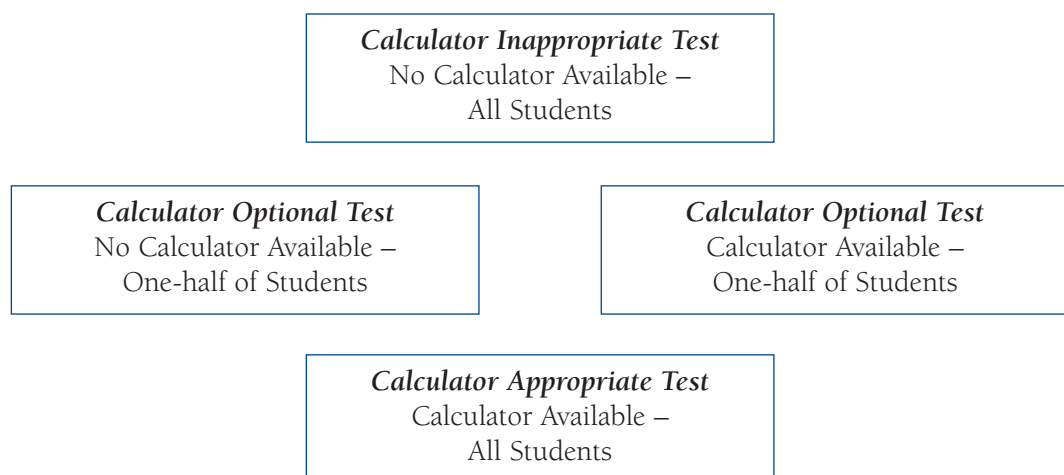 Calculator Inappropriate Test
No Calculator Available –
All Students
Calculator Optional Test
No Calculator Available –
One-half of Students
Calculator Optional Test
Calculator Available –
One-half of Students
Calculator Appropriate Test
Calculator Available –
All Students